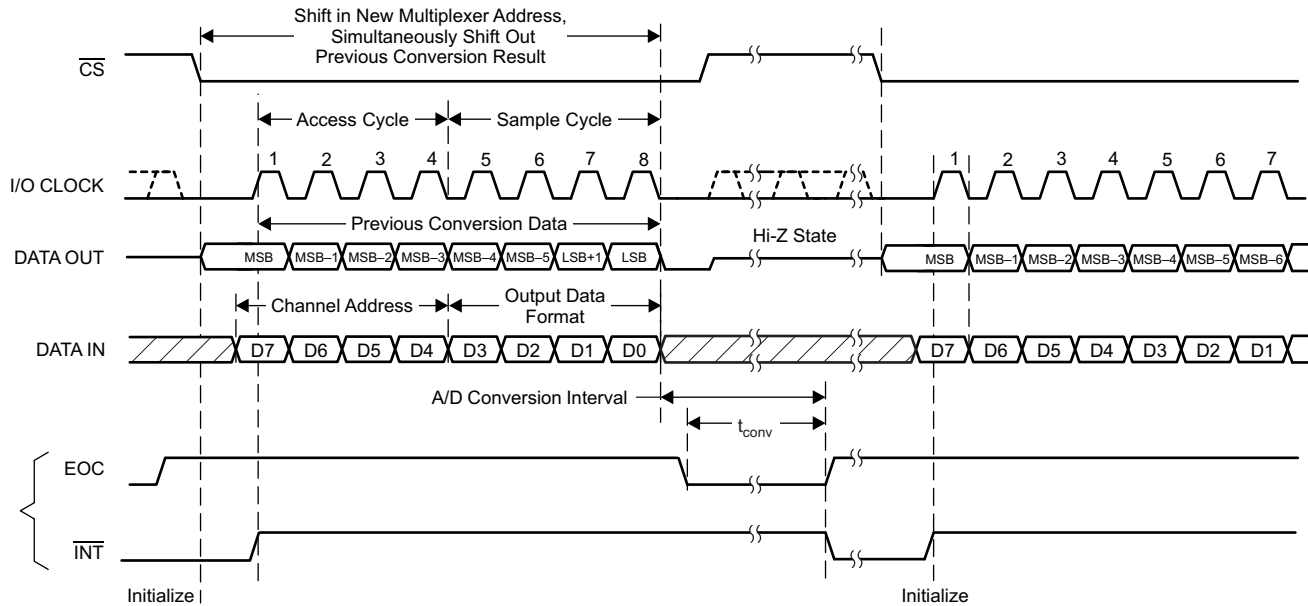 Shift in New Multiplexer Address,
Simultaneously Shift Out
Previous Conversion Result
CS
Access Cycle
Sample Cycle
1 2 3 4 5 6 7 8 1 2 3 4 5 6 7
I/O CLOCK
Previous Conversion Data
Hi-Z State
DATA OUT
MSB MSB–1 MSB–2 MSB–3 MSB–4 MSB–5 LSB+1 LSB MSB MSB–1 MSB–2 MSB–3 MSB–4 MSB–5 MSB–6
Channel Address
Output Data
Format
DATA IN
D7 D6 D5 D4 D3 D2 D1 D0 D7 D6 D5 D4 D3 D2 D1
A/D Conversion Interval
tconv
EOC
INT
Initialize
Initialize